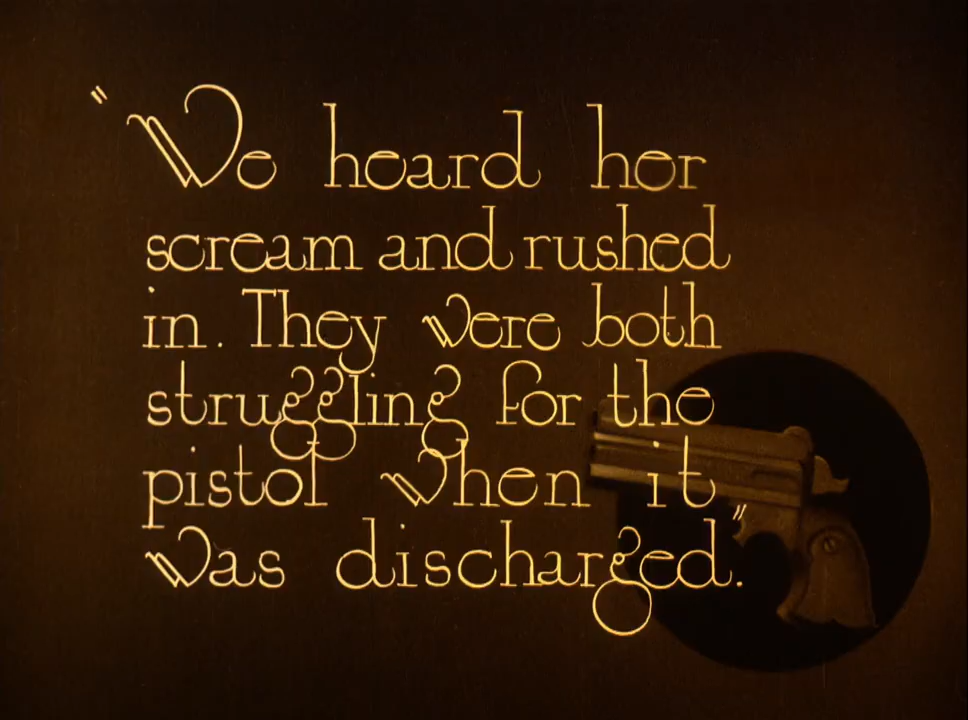 "We heard her
scream and rushed
in. They were both
struggling for the
pistol when it
was discharged."